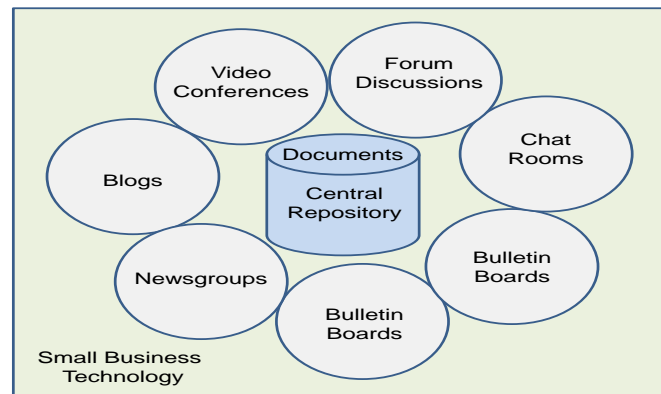 Video
Conferences
Forum
Discussions
Chat
Rooms
Documents
Central
Repository
Blogs
Newsgroups
Bulletin
Boards
Bulletin
Boards
Small Business
Technology